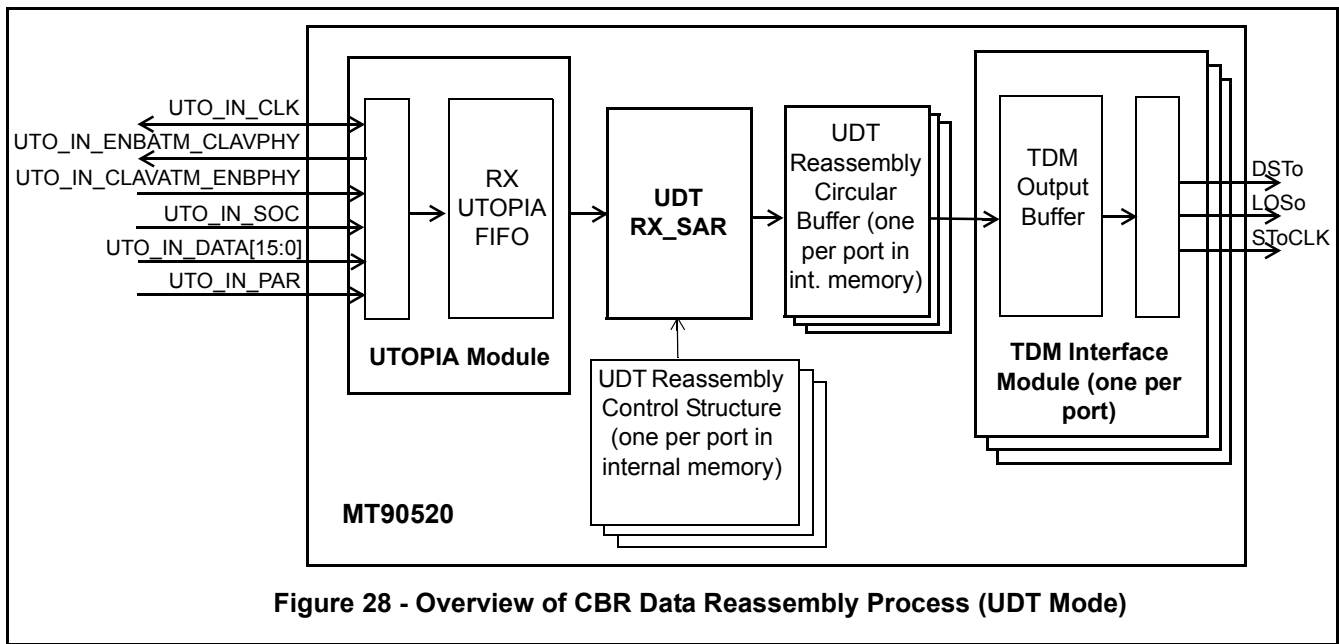 UTO_IN_CLK
UTO_IN_ENBATM_CLAVPHY
UTO_IN_CLAVATM_ENBPHY
UTO_IN_SOC
UTO_IN_DATA[15:0]
UTO_IN_PAR
RX
UTOPIA
FIFO
UTOPIA Module
UDT
RX_SAR
UDT Reassembly
Control Structure
(one per port in
internal memory)
UDT
Reassembly
Circular
Buffer (one
per port in
int. memory)
TDM
Output
Buffer
TDM Interface
Module (one per
port)
DSTo
LOSo
SToCLK
MT90520
Figure 28 - Overview of CBR Data Reassembly Process (UDT Mode)